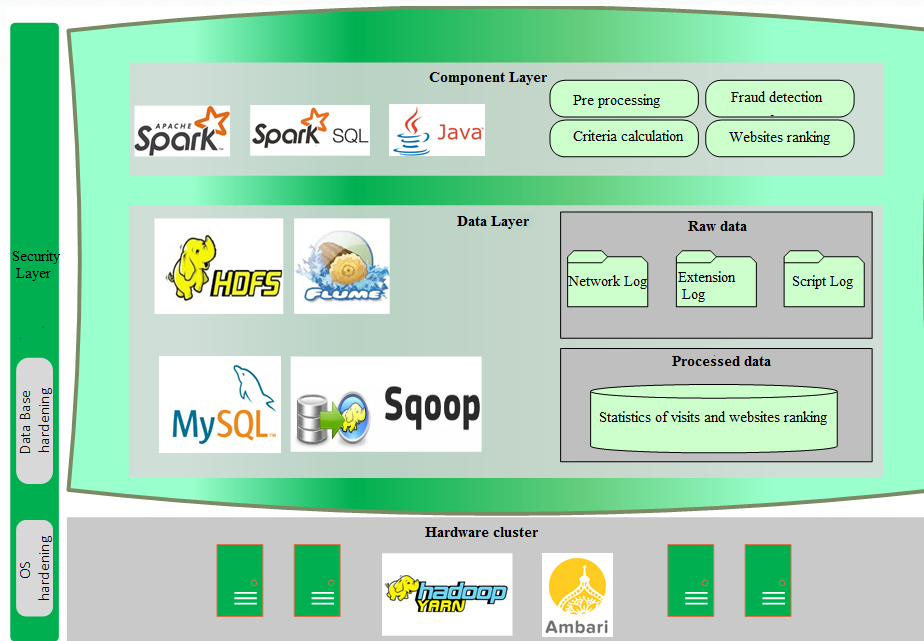 Component Layer
APACHE
Spark™
Spark SQL
Java
Pre processing
Fraud detection
Criteria calculation
Websites ranking
Security
Layer
Data Layer
HDFS
FLUME
Raw data
Network Log
Extension
Log
Script Log
MySQL™
Sqoop
Processed data
Statistics of visits and websites ranking
Data Base
hardening
OS
hardening
Hardware cluster
hadoop
YARN
Ambari